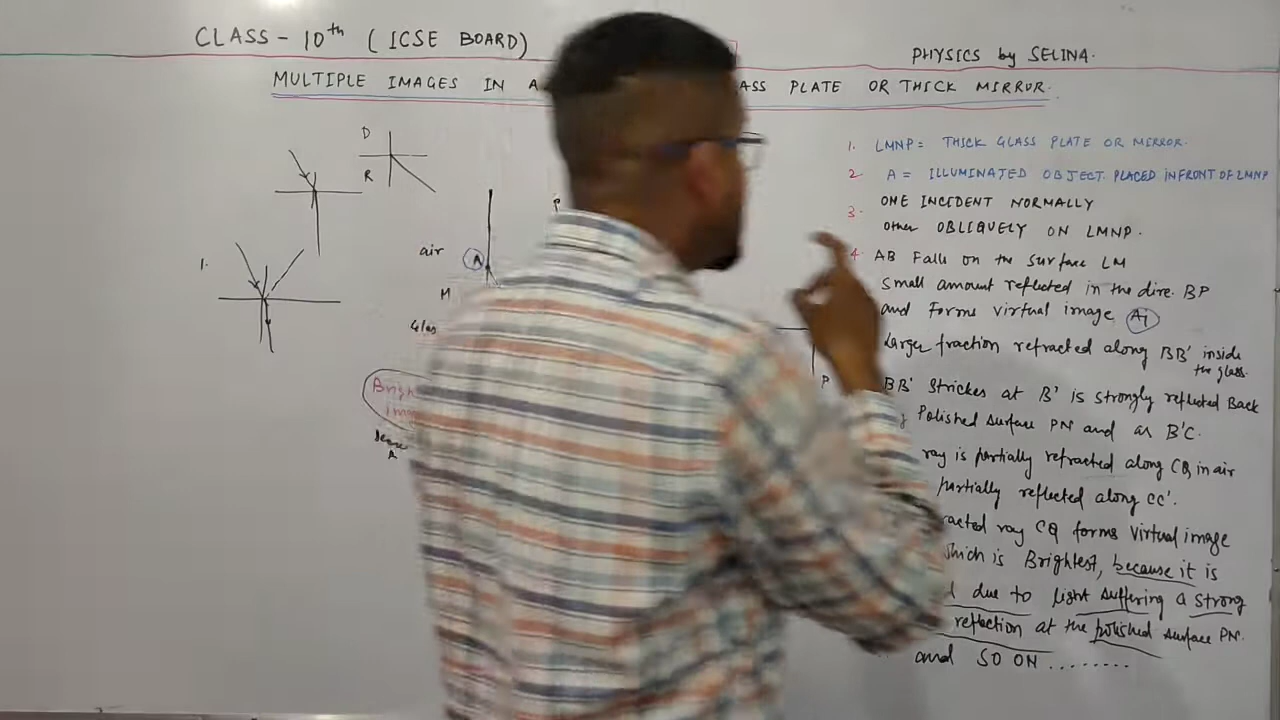 CLASS - 10th ( ICSE BOARD)
PHYSICS by SELINA.
MULTIPLE IMAGES IN A ASS PLATE OR THICK MIRROR.
D
R
1.
air
A
M
P
1. LMNP = THICK GLASS PLATE OR MIRROR.
2 A = ILLUMINATED OBJECT PLACED IN FRONT OF LMNP
3. ONE INCIDENT NORMALLY
other OBLIQUELY ON LMNP.
4 AB Falls on the surface LM
Small amount reflected in the dire. BP
and forms virtual image A1
Larger fraction refracted along BB' inside
the glass.
BB' Strickes at B' is strongly reflected Back
Polished surface PN and as B'C.
ray is partially refracted along CQ in air
partially reflected along CC'.
racted ray CQ forms Virtual image
which is Brightest, because it is
due to light suffering a strong
reflection at the polished surface PN.
and SO ON ........